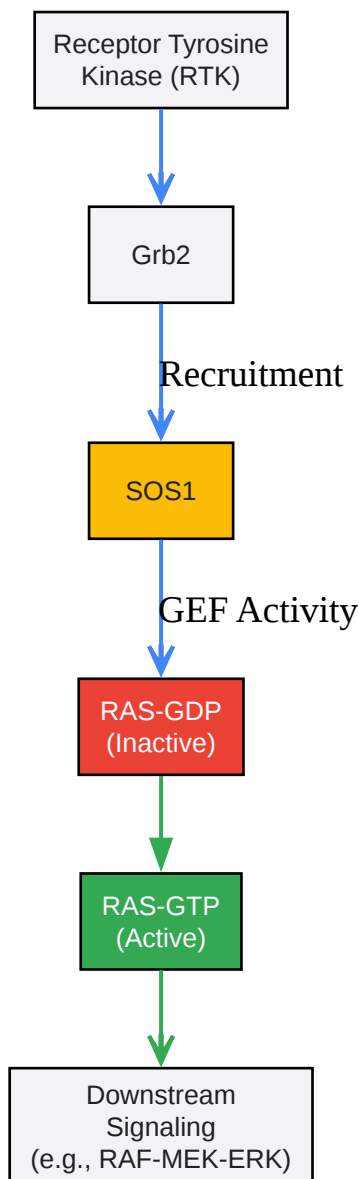 Receptor Tyrosine
Kinase (RTK)
Grb2
Recruitment
SOS1
GEF Activity
RAS-GDP
(Inactive)
RAS-GTP
(Active)
Downstream
Signaling
(e.g., RAF-MEK-ERK)